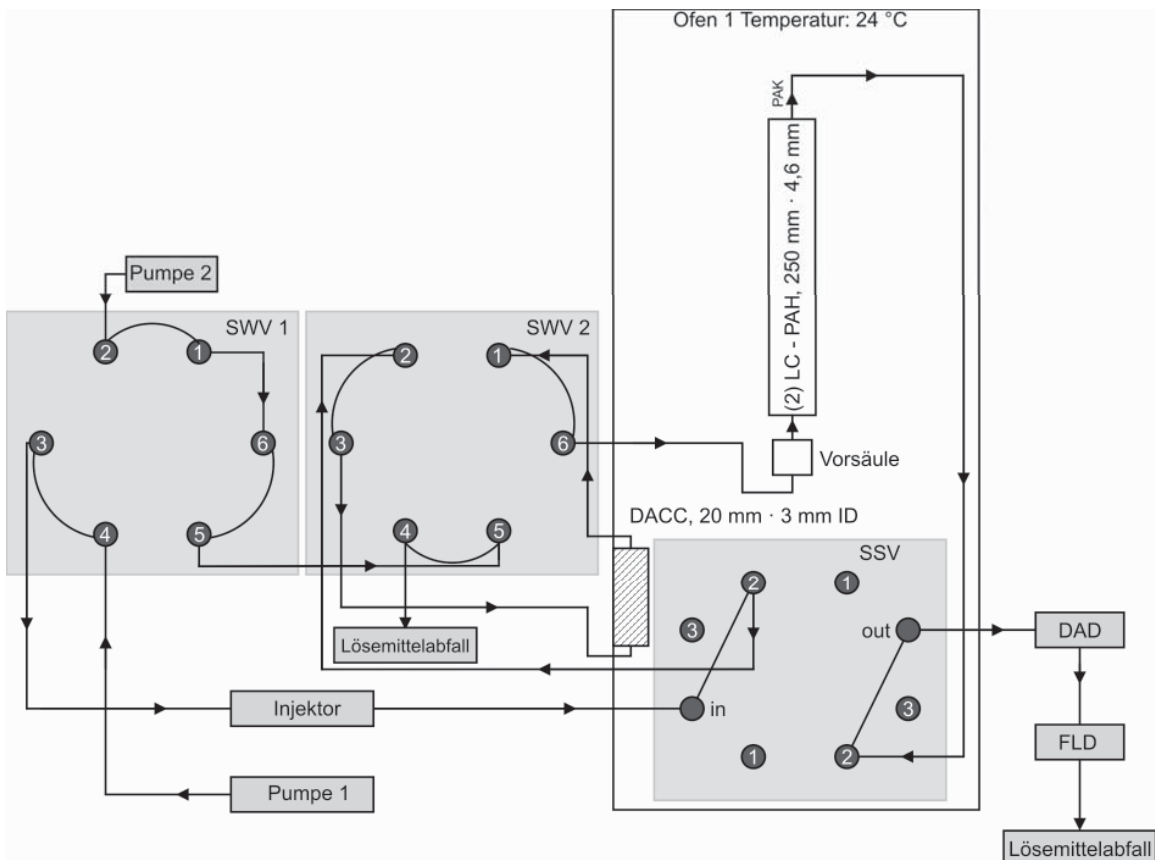 Ofen 1 Temperatur: 24 °C
PAK
(2) LC - PAH, 250 mm · 4,6 mm
Vorsäule
Pumpe 2
SWV 1
2
1
3
6
4
5
SWV 2
2
1
3
6
4
5
DACC, 20 mm · 3 mm ID
Lösemittelabfall
SSV
2
1
3
out
in
3
1
2
DAD
Injektor
FLD
Pumpe 1
Lösemittelabfall